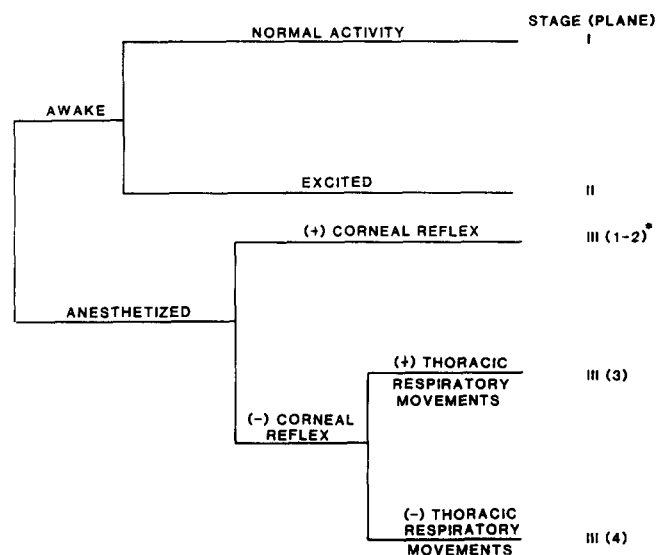 STAGE (PLANE)
NORMAL ACTIVITY
I
AWAKE
EXCITED
II
(+) CORNEAL REFLEX
III (1-2)*
ANESTHETIZED
(+) THORACIC
RESPIRATORY
MOVEMENTS
III (3)
(-) CORNEAL
REFLEX
(-) THORACIC
RESPIRATORY
MOVEMENTS
III (4)